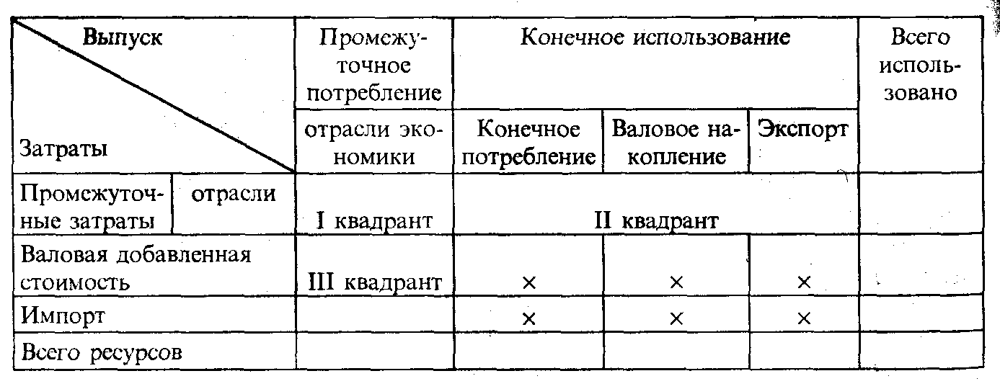 Выпуск
Затраты
Промежу-
точное
потребление
Конечное использование
Всего
исполь-
зовано
отрасли эко-
номики
Конечное
потребление
Валовое на-
копление
Экспорт
Промежуточ-
ные затраты
отрасли
I квадрант
II квадрант
Валовая добавленная
стоимость
III квадрант
×
×
×
Импорт
×
×
×
Всего ресурсов